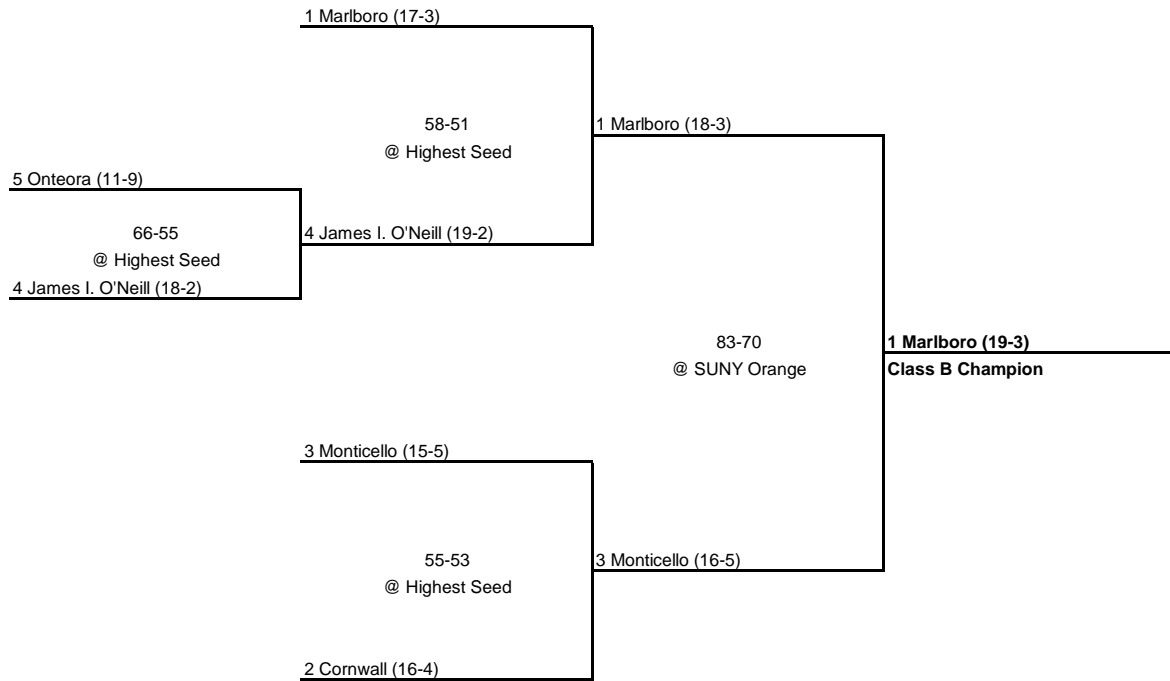 1 Marlboro (17-3)
58-51
@ Highest Seed
1 Marlboro (18-3)
5 Onteora (11-9)
66-55
@ Highest Seed
4 James I. O'Neill (19-2)
4 James I. O'Neill (18-2)
83-70
@ SUNY Orange
1 Marlboro (19-3)
Class B Champion
3 Monticello (15-5)
55-53
@ Highest Seed
3 Monticello (16-5)
2 Cornwall (16-4)